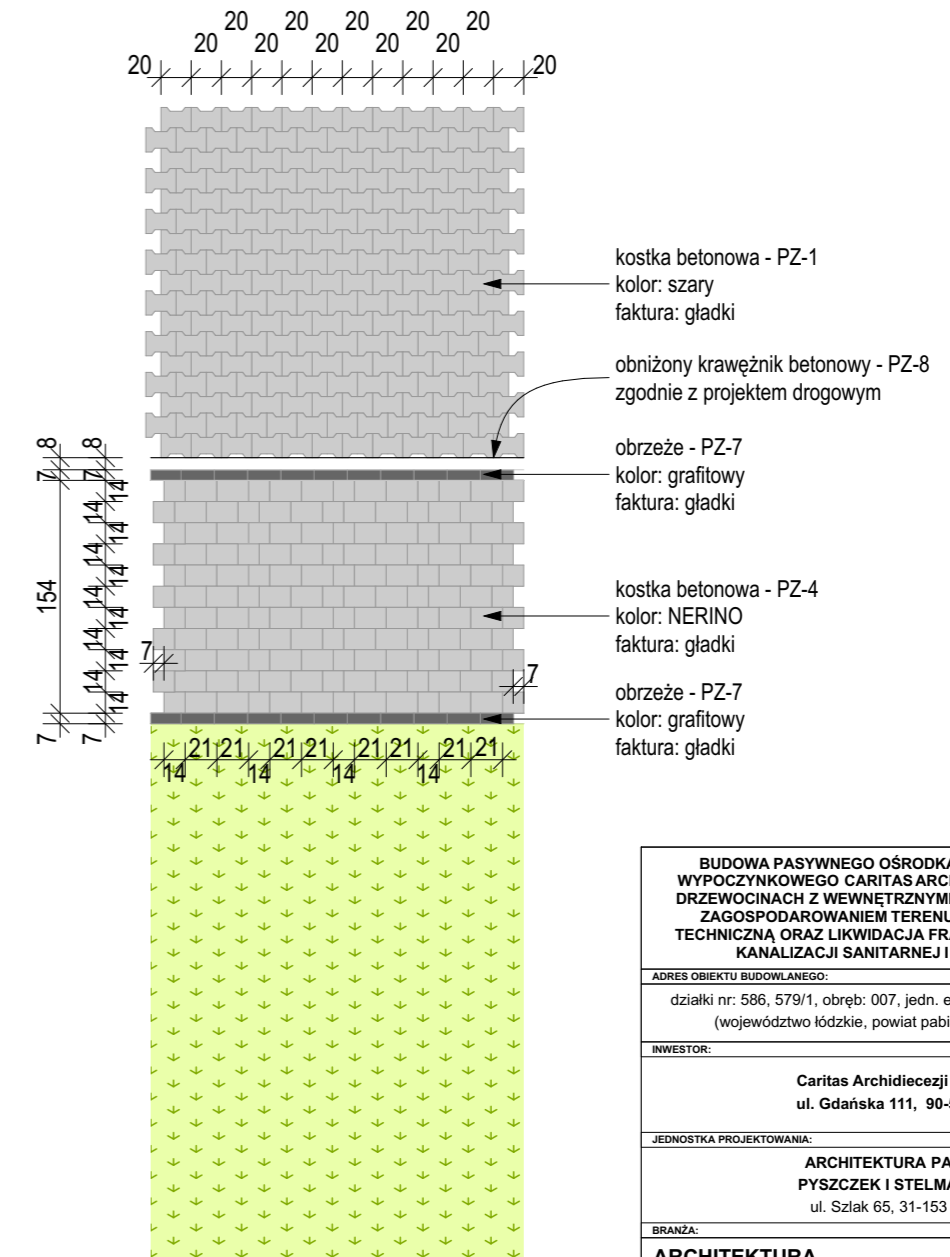 20 20 20 20 20
20 20 20 20 20
20 20
kostka betonowa - PZ-1
kolor: szary
faktura: gładki
obniżony krawężnik betonowy - PZ-8
zgodnie z projektem drogowym
8 8
7 7
obrzeże - PZ-7
kolor: grafitowy
faktura: gładki
14
14
14
14
14
154
14
14
14
14
14
14
kostka betonowa - PZ-4
kolor: NERINO
faktura: gładki
7
7
7 7
obrzeże - PZ-7
kolor: grafitowy
faktura: gładki
21 21 21 21 21 21 21 21
14 14 14 14
BUDOWA PASYWNEGO OŚRODKA
WYPOCZYNKOWEGO CARITAS ARCH
DRZEWOCINACH Z WEWNĘTRZNYMI
ZAGOSPODAROWANIEM TERENU
TECHNICZNĄ ORAZ LIKWIDACJA FRA
KANALIZACJI SANITARNEJ I
ADRES OBIEKTU BUDOWLANEGO:
działki nr: 586, 579/1, obręb: 007, jedn. e
(województwo łódzkie, powiat pabi
INWESTOR:
Caritas Archidiecezji
ul. Gdańska 111, 90-
JEDNOSTKA PROJEKTOWANIA:
ARCHITEKTURA PA
PYSZCZEK I STELMA
ul. Szlak 65, 31-153
BRANŻA:
ARCHITEKTURA